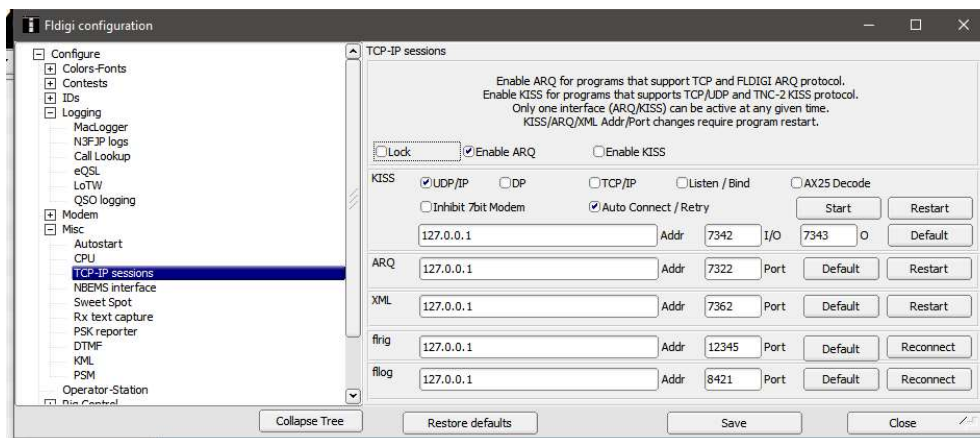 Fldigi configuration
Configure
Colors-Fonts
Contests
IDs
Logging
MacLogger
N3FJP logs
Call Lookup
eQSL
LoTW
QSO logging
Modem
Misc
Autostart
CPU
TCP-IP sessions
NBEMS interface
Sweet Spot
Rx text capture
PSK reporter
DTMF
KML
PSM
Operator-Station
Rig Control
Collapse Tree
TCP-IP sessions
Enable ARQ for programs that support TCP and FLDIGI ARQ protocol.
Enable KISS for programs that supports TCP/UDP and TNC-2 KISS protocol.
Only one interface (ARQ/KISS) can be active at any given time.
KISS/ARQ/XML Addr/Port changes require program restart.
Lock Enable ARQ Enable KISS
KISS UDP/IP DP TCP/IP Listen / Bind AX25 Decode
Inhibit 7bit Modem Auto Connect / Retry Start Restart
127.0.0.1 Addr 7342 I/O 7343 O Default
ARQ 127.0.0.1 Addr 7322 Port Default Restart
XML 127.0.0.1 Addr 7362 Port Default Restart
flrig 127.0.0.1 Addr 12345 Port Default Reconnect
fllog 127.0.0.1 Addr 8421 Port Default Reconnect
Restore defaults Save Close